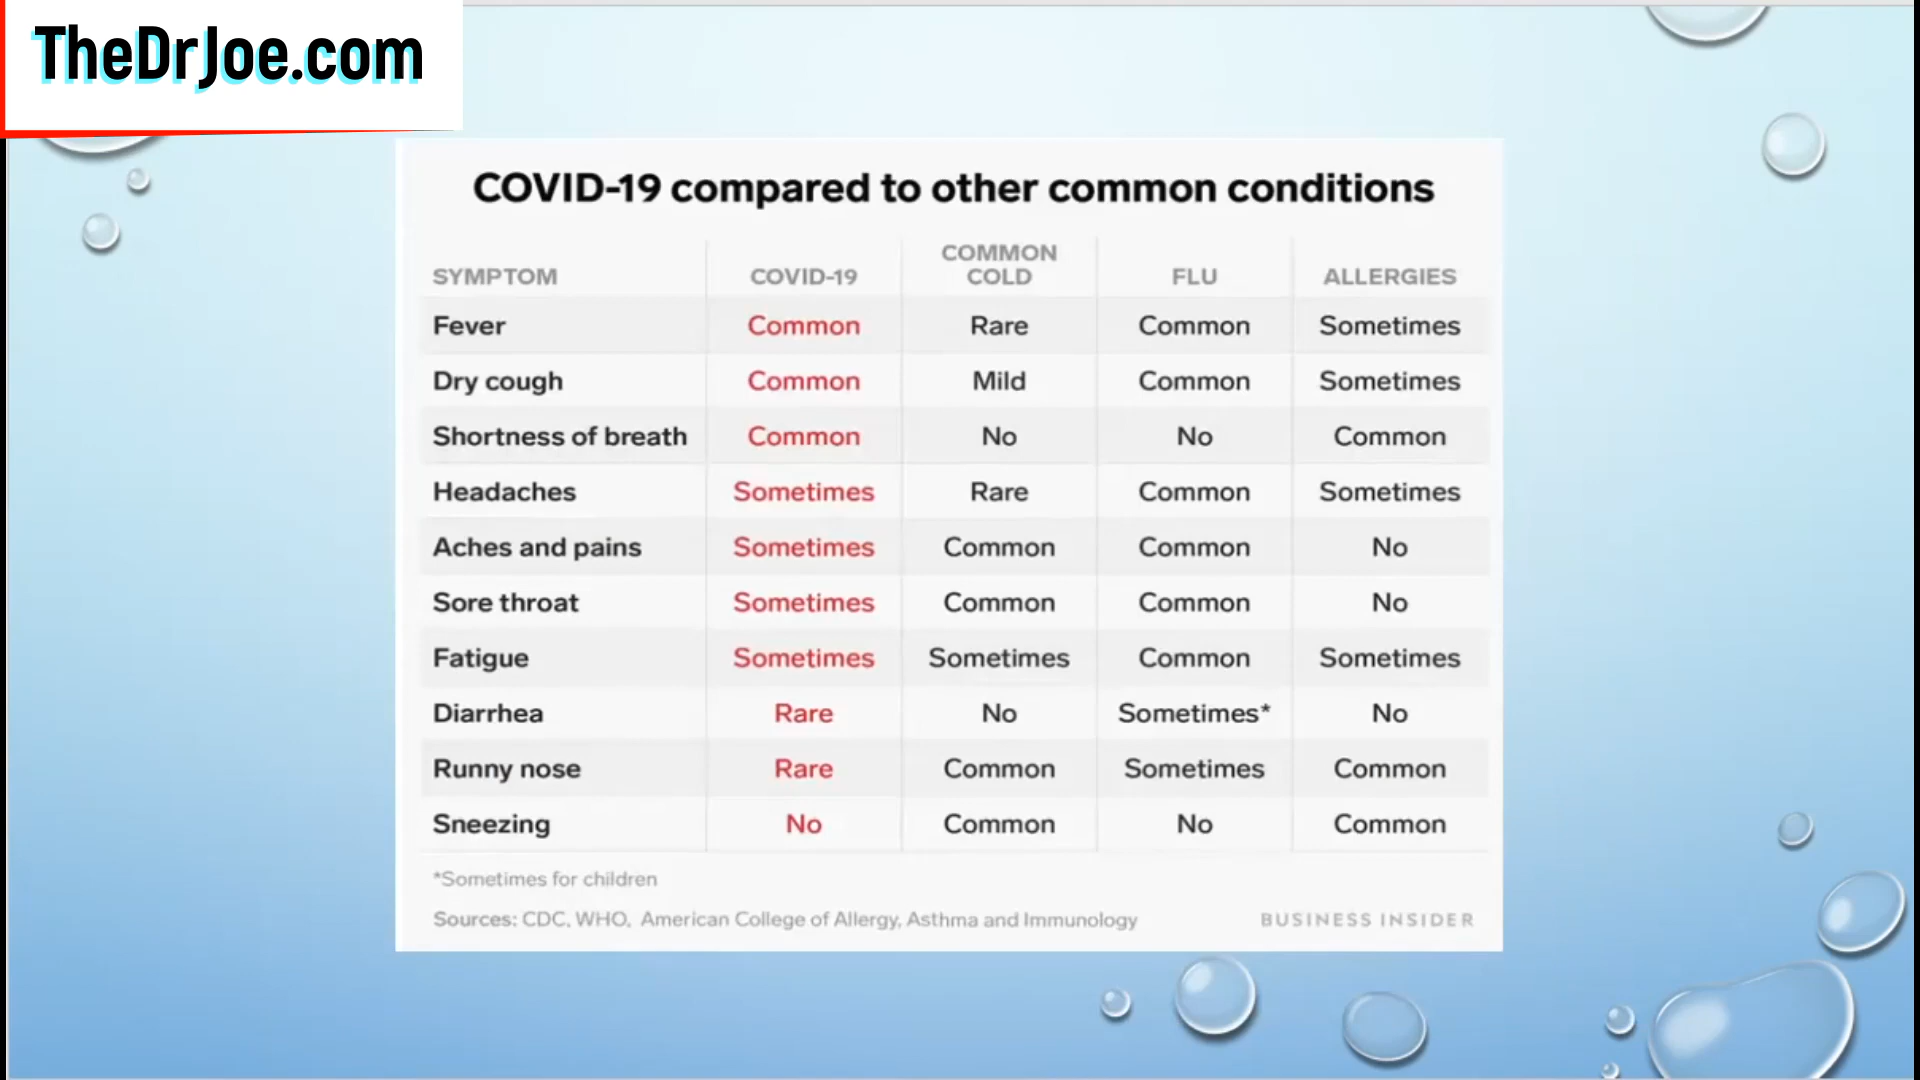 TheDrJoe.com
COVID-19 compared to other common conditions
SYMPTOM COVID-19 COMMON COLD FLU ALLERGIES
Fever Common Rare Common Sometimes
Dry cough Common Mild Common Sometimes
Shortness of breath Common No No Common
Headaches Sometimes Rare Common Sometimes
Aches and pains Sometimes Common Common No
Sore throat Sometimes Common Common No
Fatigue Sometimes Sometimes Common Sometimes
Diarrhea Rare No Sometimes* No
Runny nose Rare Common Sometimes Common
Sneezing No Common No Common
*Sometimes for children
Sources: CDC, WHO, American College of Allergy, Asthma and Immunology BUSINESS INSIDER